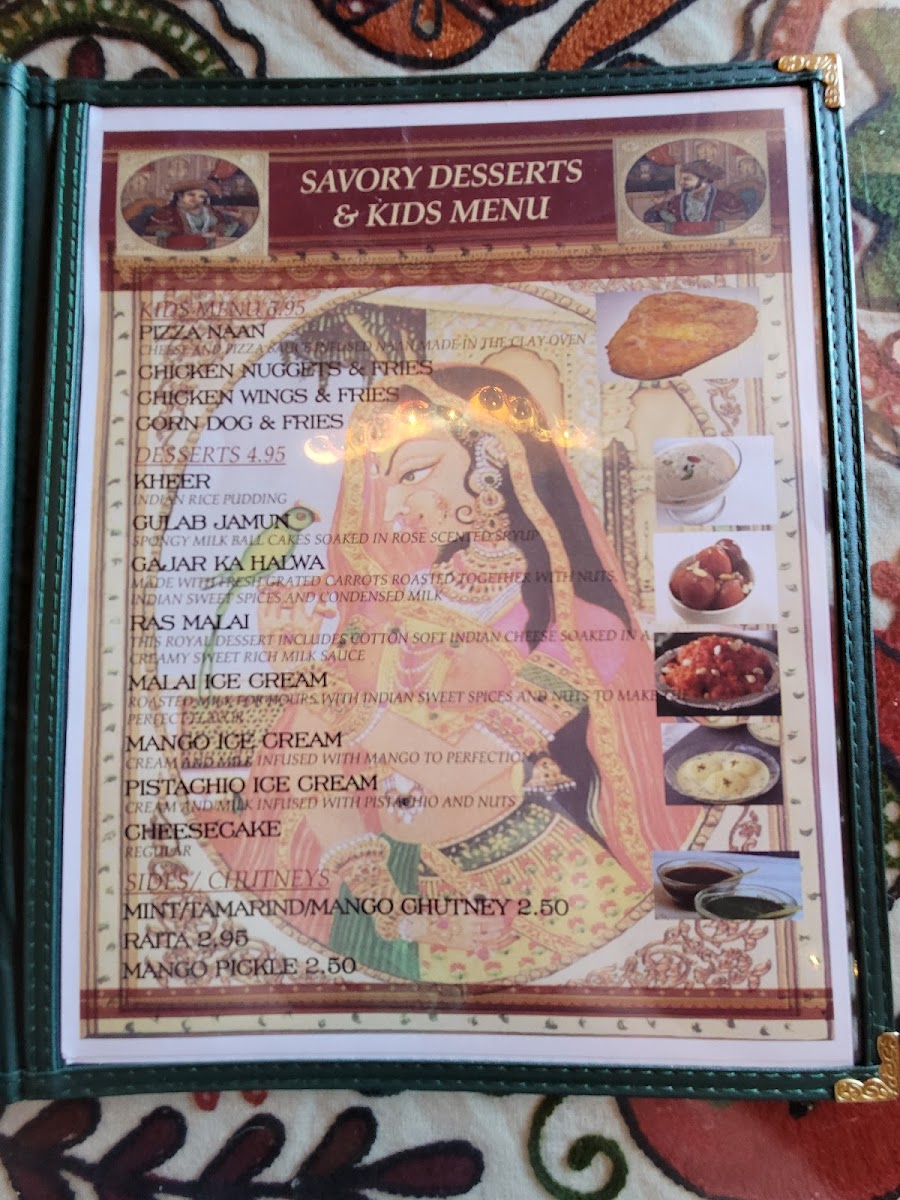 SAVORY DESSERTS
& KIDS MENU
KIDS MENU 5.95
PIZZA NAAN
CHEESE AND PIZZA SAUCE INFUSED NAAN MADE IN THE CLAY OVEN
CHICKEN NUGGETS & FRIES
CHICKEN WINGS & FRIES
CORN DOG & FRIES
DESSERTS 4.95
KHEER
INDIAN RICE PUDDING
GULAB JAMUN
SPONGY MILK BALL CAKES SOAKED IN ROSE SCENTED SRYUP
GAJAR KA HALWA
MADE WITH FRESH GRATED CARROTS ROASTED TOGETHER WITH NUTS,
INDIAN SWEET SPICES AND CONDENSED MILK
RAS MALAI
THIS ROYAL DESSERT INCLUDES COTTON SOFT INDIAN CHEESE SOAKED IN A
CREAMY SWEET RICH MILK SAUCE
MALAI ICE CREAM
ROASTED MILK FOR HOURS WITH INDIAN SWEET SPICES AND NUTS TO MAKE
PERFECT FLAVOR
MANGO ICE CREAM
CREAM AND MILK INFUSED WITH MANGO TO PERFECTION
PISTACHIO ICE CREAM
CREAM AND MILK INFUSED WITH PISTACHIO AND NUTS
CHEESECAKE
REGULAR
SIDES/ CHUTNEYS
MINT/TAMARIND/MANGO CHUTNEY 2.50
RAITA 2.95
MANGO PICKLE 2.50